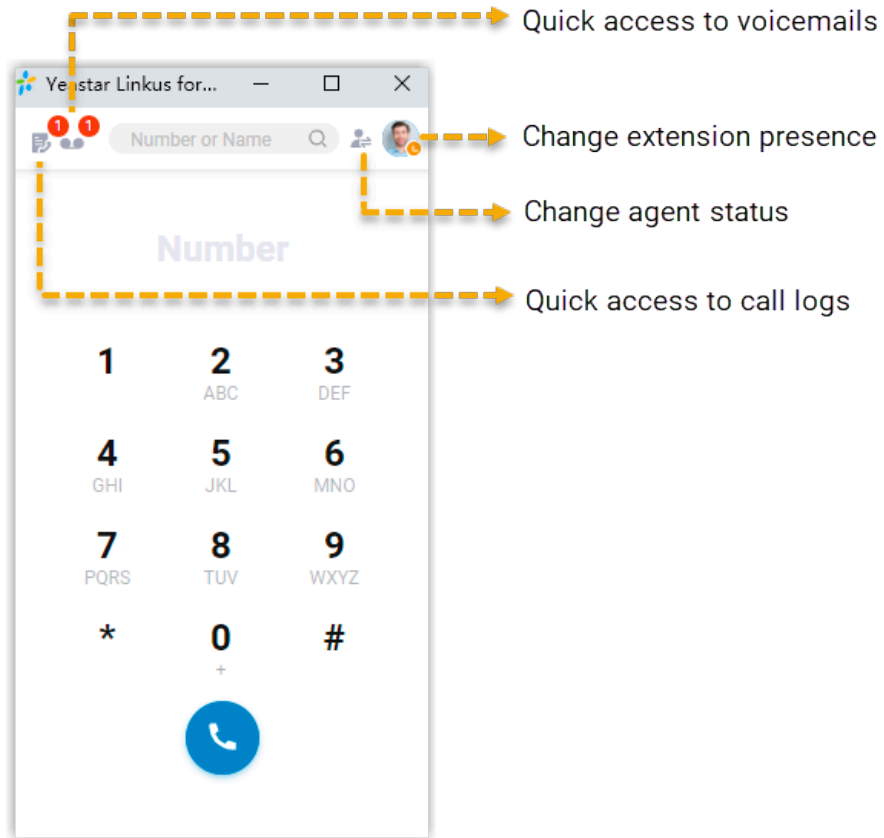 Quick access to voicemails
Yeastar Linkus for...
1 1
Number or Name
Change extension presence
Change agent status
Number
Quick access to call logs
1 2 3
ABC DEF
4 5 6
GHI JKL MNO
7 8 9
PQRS TUV WXYZ
* 0 #
+